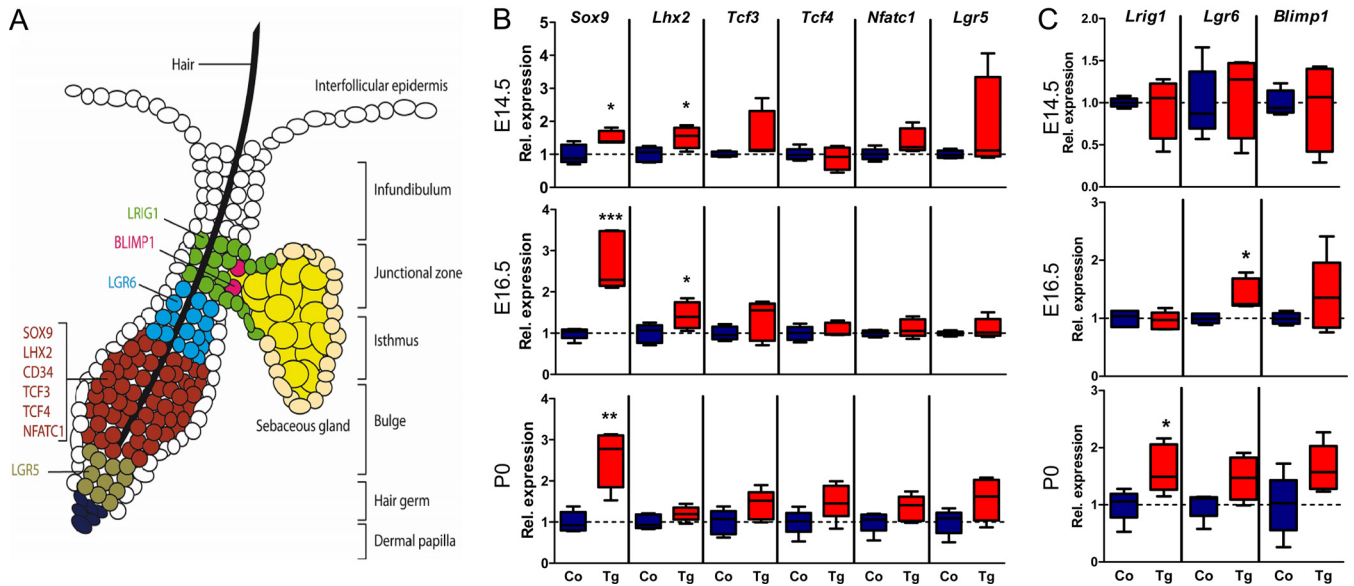 A
Hair
Interfollicular epidermis
Infundibulum
LRIG1
BLIMP1
Junctional zone
LGR6
SOX9
LHX2
CD34
TCF3
TCF4
NFATC1
Isthmus
Bulge
Sebaceous gland
LGR5
Hair germ
Dermal papilla
B
Sox9 Lhx2 Tcf3 Tcf4 Nfatc1 Lgr5
E14.5
Rel. expression
5
4
3
2
1
0
* *
E16.5
Rel. expression
4
3
2
1
0
*** *
P0
Rel. expression
4
3
2
1
0
**
Co Tg Co Tg Co Tg Co Tg Co Tg Co Tg
C
Lrig1 Lgr6 Blimp1
E14.5
Rel. expression
2.0
1.5
1.0
0.5
0.0
E16.5
Rel. expression
3
2
1
0
*
P0
Rel. expression
3
2
1
0
*
Co Tg Co Tg Co Tg